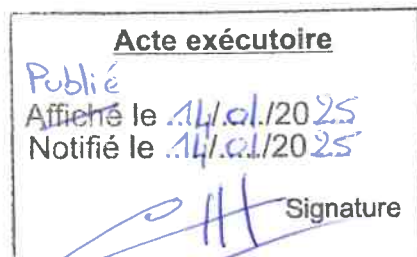 Acte exécutoire
Publié
Affiché le 14/01/2025
Notifié le 14/01/2025
Signature